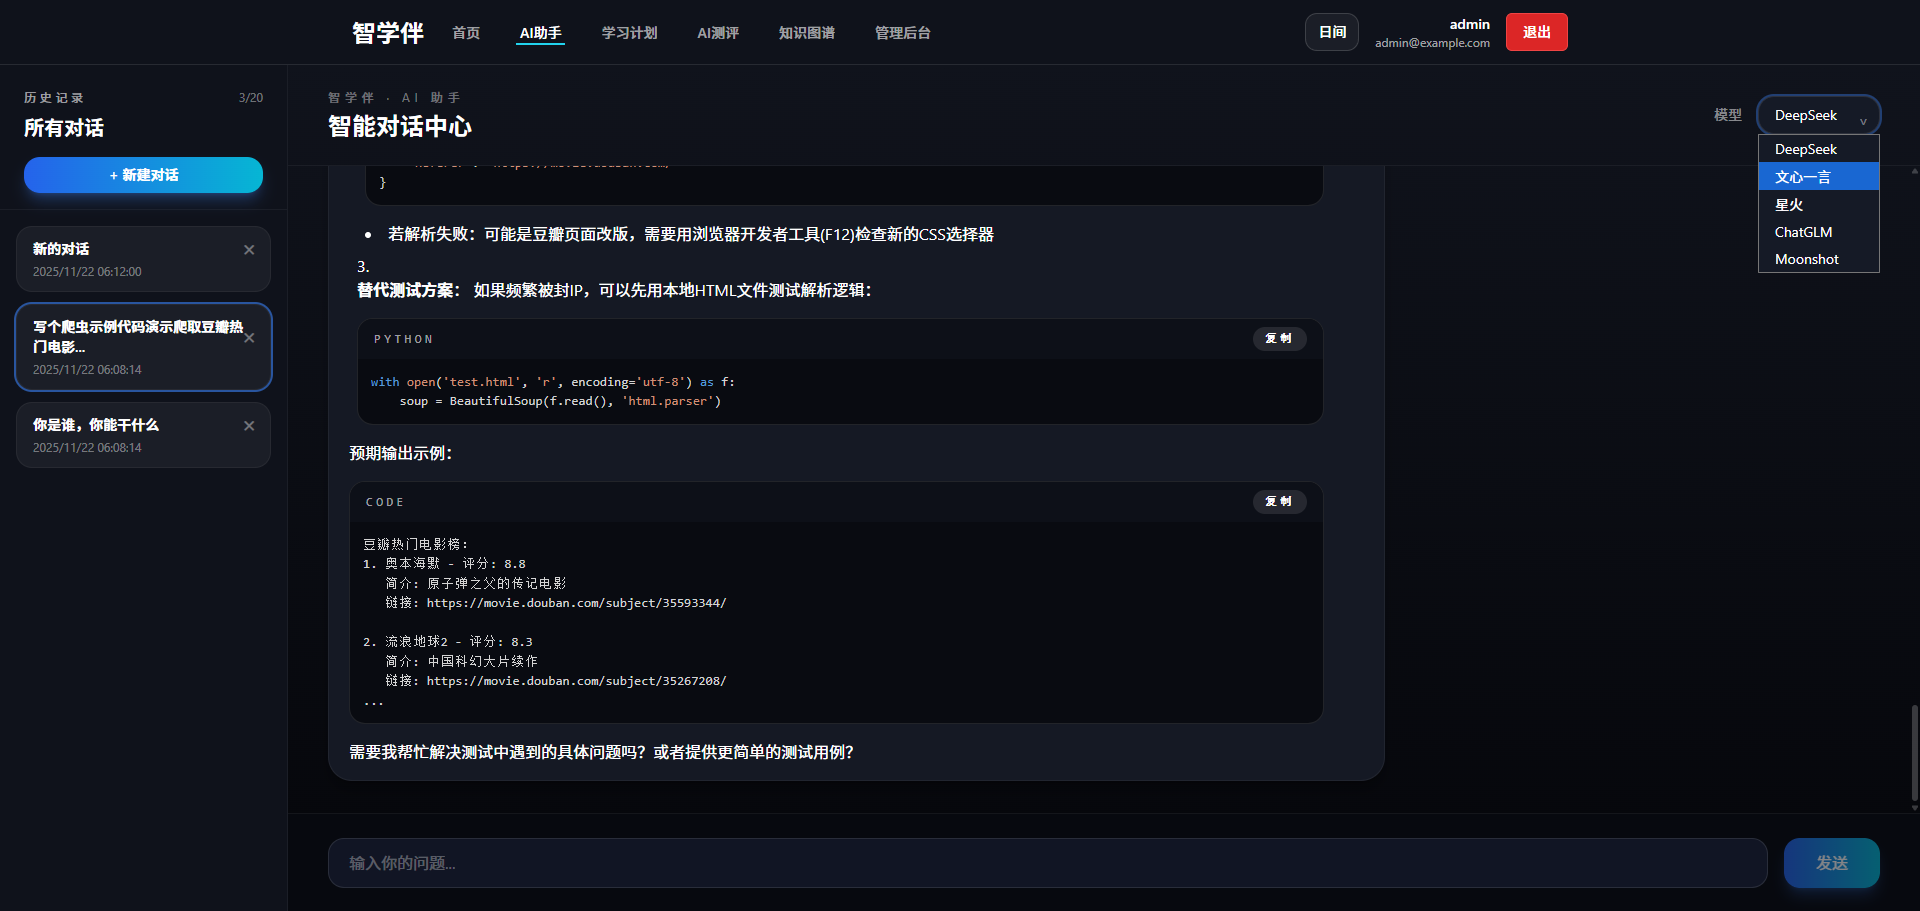 智学伴
首页
AI助手
学习计划
AI测评
知识图谱
管理后台
日间
admin
admin@example.com
退出
历史记录
3/20
所有对话
+ 新建对话
新的对话
2025/11/22 06:12:00
写个爬虫示例代码演示爬取豆瓣热
门电影...
2025/11/22 06:08:14
你是谁，你能干什么
2025/11/22 06:08:14
智学伴 · AI 助手
智能对话中心
模型
DeepSeek
DeepSeek
文心一言
星火
ChatGLM
Moonshot
}
• 若解析失败：可能是豆瓣页面改版，需要用浏览器开发者工具(F12)检查新的CSS选择器
3.
替代测试方案： 如果频繁被封IP，可以先用本地HTML文件测试解析逻辑：
PYTHON
复制
with open('test.html', 'r', encoding='utf-8') as f:
    soup = BeautifulSoup(f.read(), 'html.parser')
预期输出示例：
CODE
复制
豆瓣热门电影榜：
1. 奥本海默 - 评分: 8.8
   简介: 原子弹之父的传记电影
   链接: https://movie.douban.com/subject/35593344/
2. 流浪地球2 - 评分: 8.3
   简介: 中国科幻大片续作
   链接: https://movie.douban.com/subject/35267208/
...
需要我帮忙解决测试中遇到的具体问题吗？或者提供更简单的测试用例？
输入你的问题...
发送